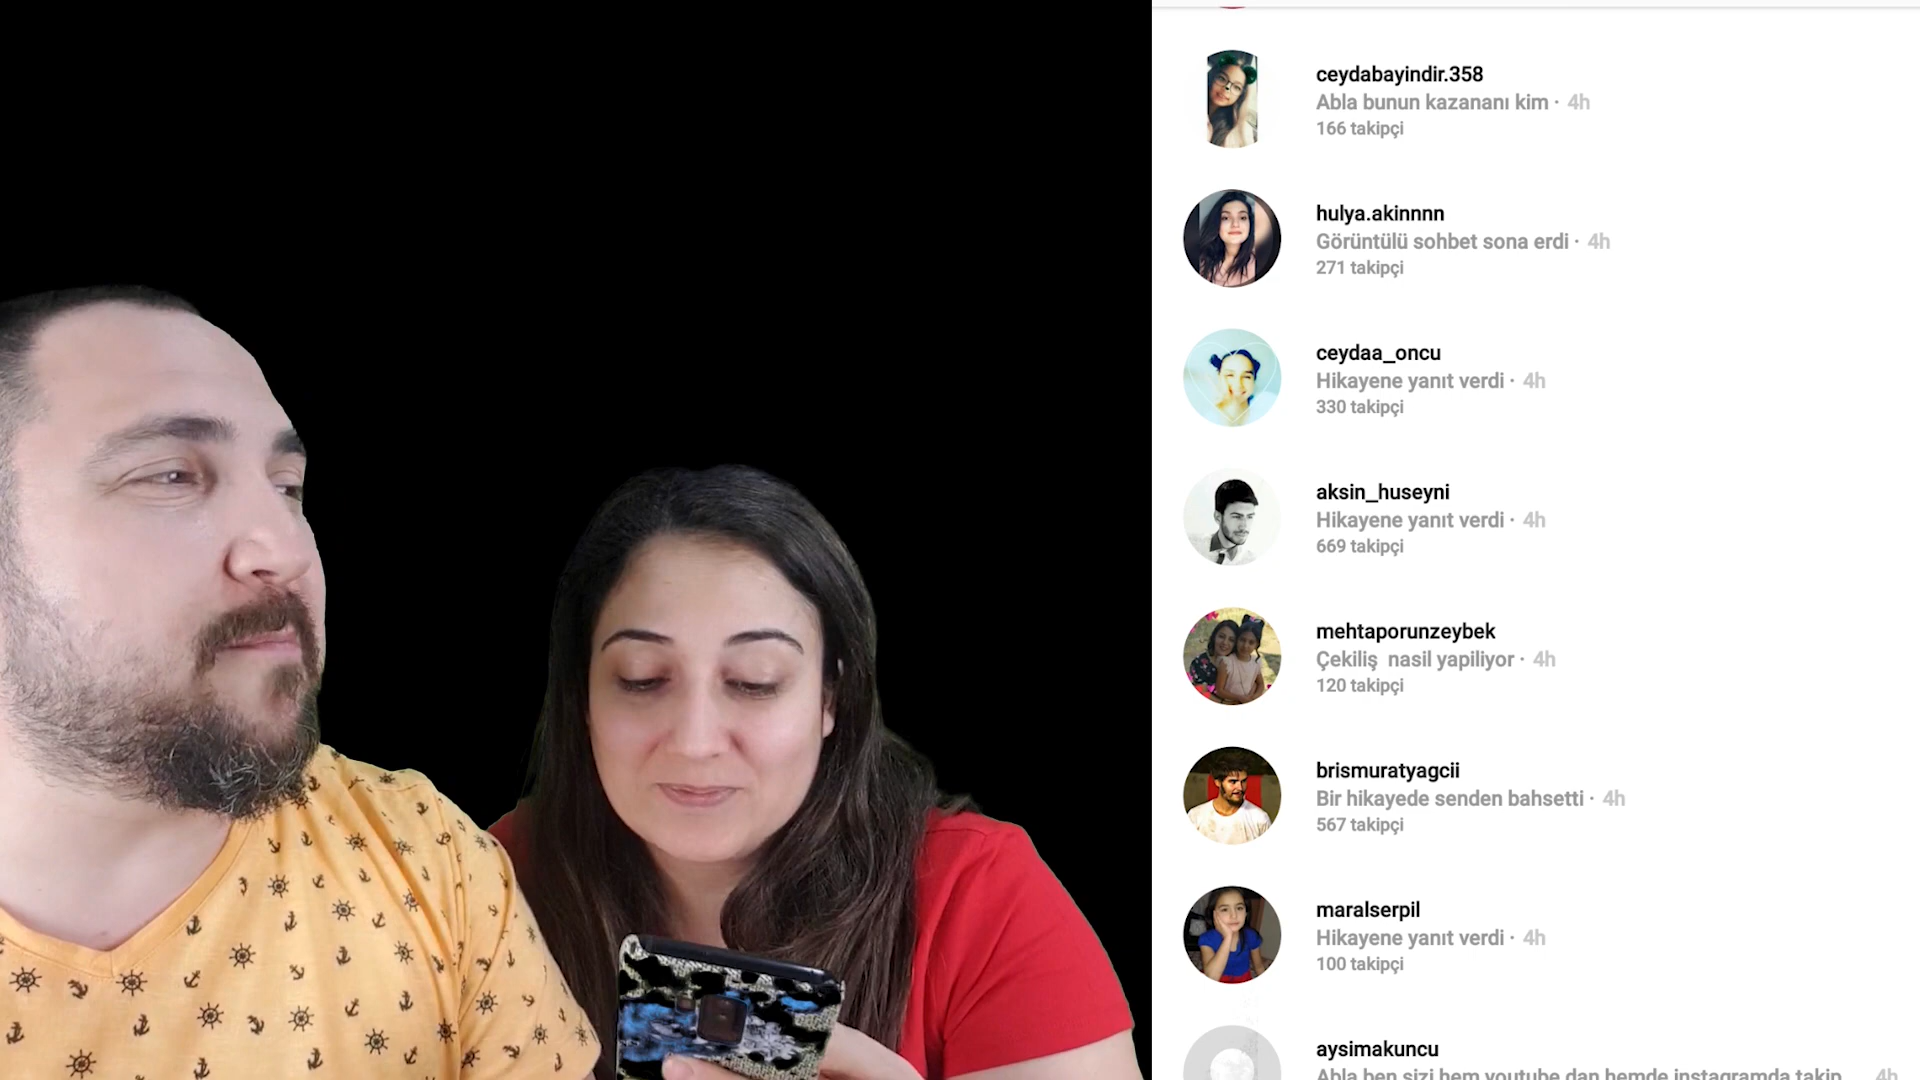 ceydabayindir.358
Abla bunun kazananı kim · 4h
166 takipçi
hulya.akinnnn
Görüntülü sohbet sona erdi · 4h
271 takipçi
ceydaa_oncu
Hikayene yanıt verdi · 4h
330 takipçi
aksin_huseyni
Hikayene yanıt verdi · 4h
669 takipçi
mehtaporunzeybek
Çekiliş nasil yapiliyor · 4h
120 takipçi
brismuratyagcii
Bir hikayede senden bahsetti · 4h
567 takipçi
maralserpil
Hikayene yanıt verdi · 4h
100 takipçi
aysimakuncu
Abla ben sizi hem youtube dan hemde instagramda takip... · 4h